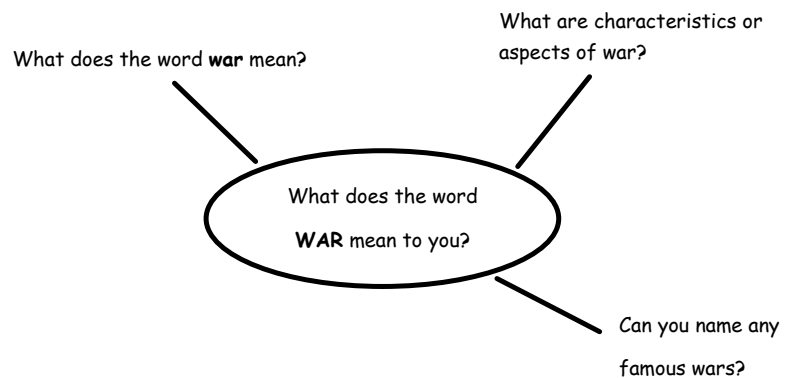 What are characteristics or
aspects of war?
What does the word war mean?
What does the word
WAR mean to you?
Can you name any
famous wars?